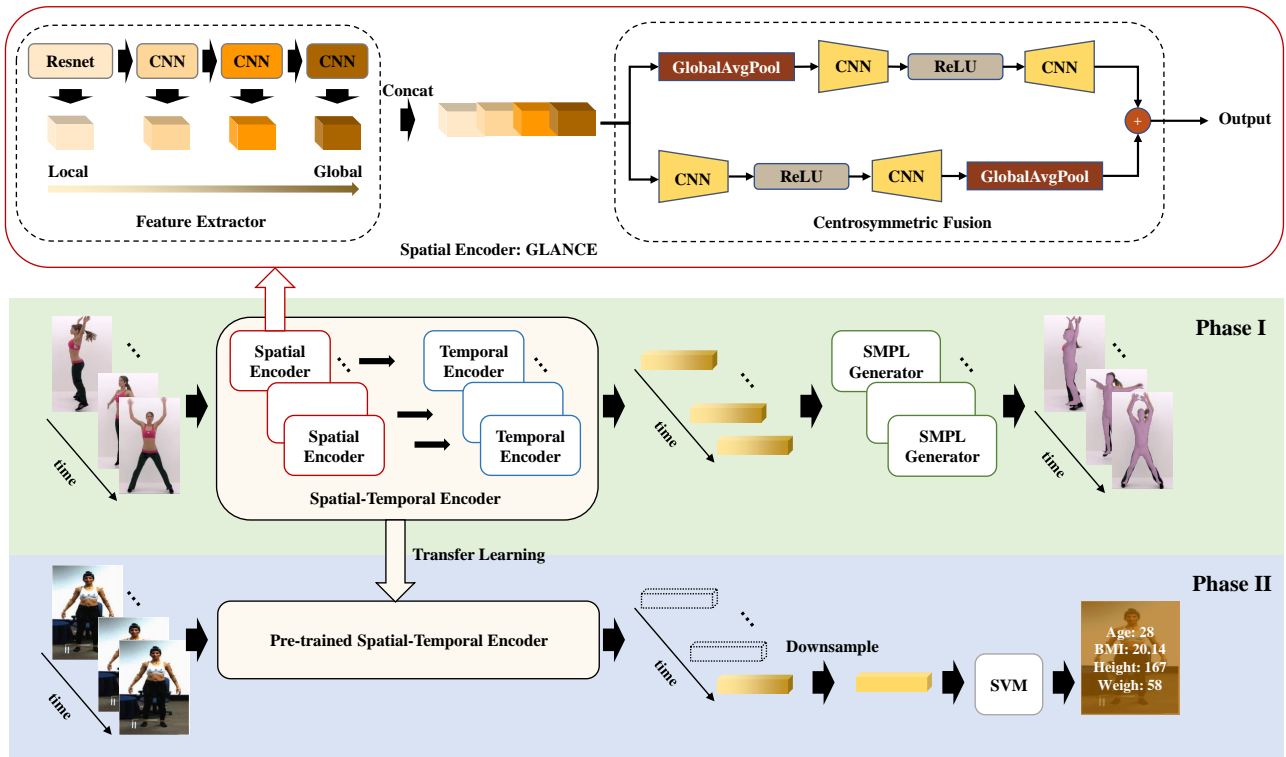 Resnet
CNN
CNN
CNN
Concat
Local
Global
Feature Extractor
GlobalAvgPool
CNN
ReLU
CNN
+
Output
CNN
ReLU
CNN
GlobalAvgPool
Centrosymmetric Fusion
Spatial Encoder: GLANCE
Phase I
...
time
Spatial
Encoder
...
Spatial
Encoder
Temporal
Encoder
...
Temporal
Encoder
Spatial-Temporal Encoder
...
time
SMPL
Generator
...
SMPL
Generator
...
time
Transfer Learning
Phase II
...
time
Pre-trained Spatial-Temporal Encoder
...
time
Downsample
SVM
Age: 28
BMI: 20.14
Height: 167
Weigh: 58